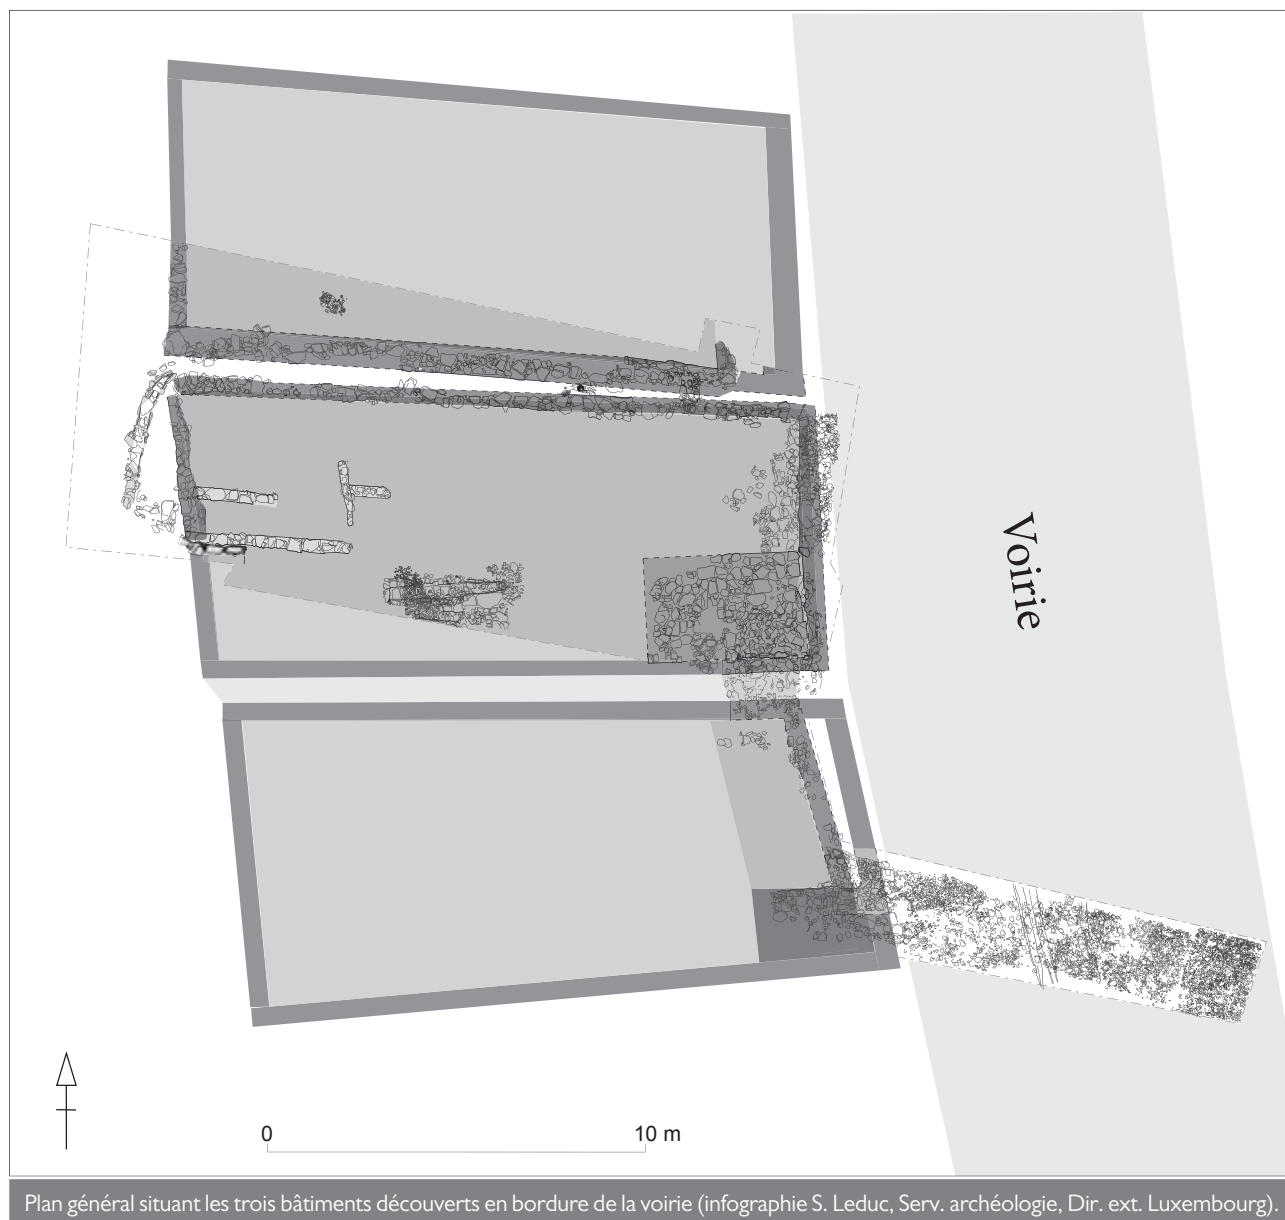 Voirie
0 10 m
Plan général situant les trois bâtiments découverts en bordure de la voirie (infographie S. Leduc, Serv. archéologie, Dir. ext. Luxembourg).